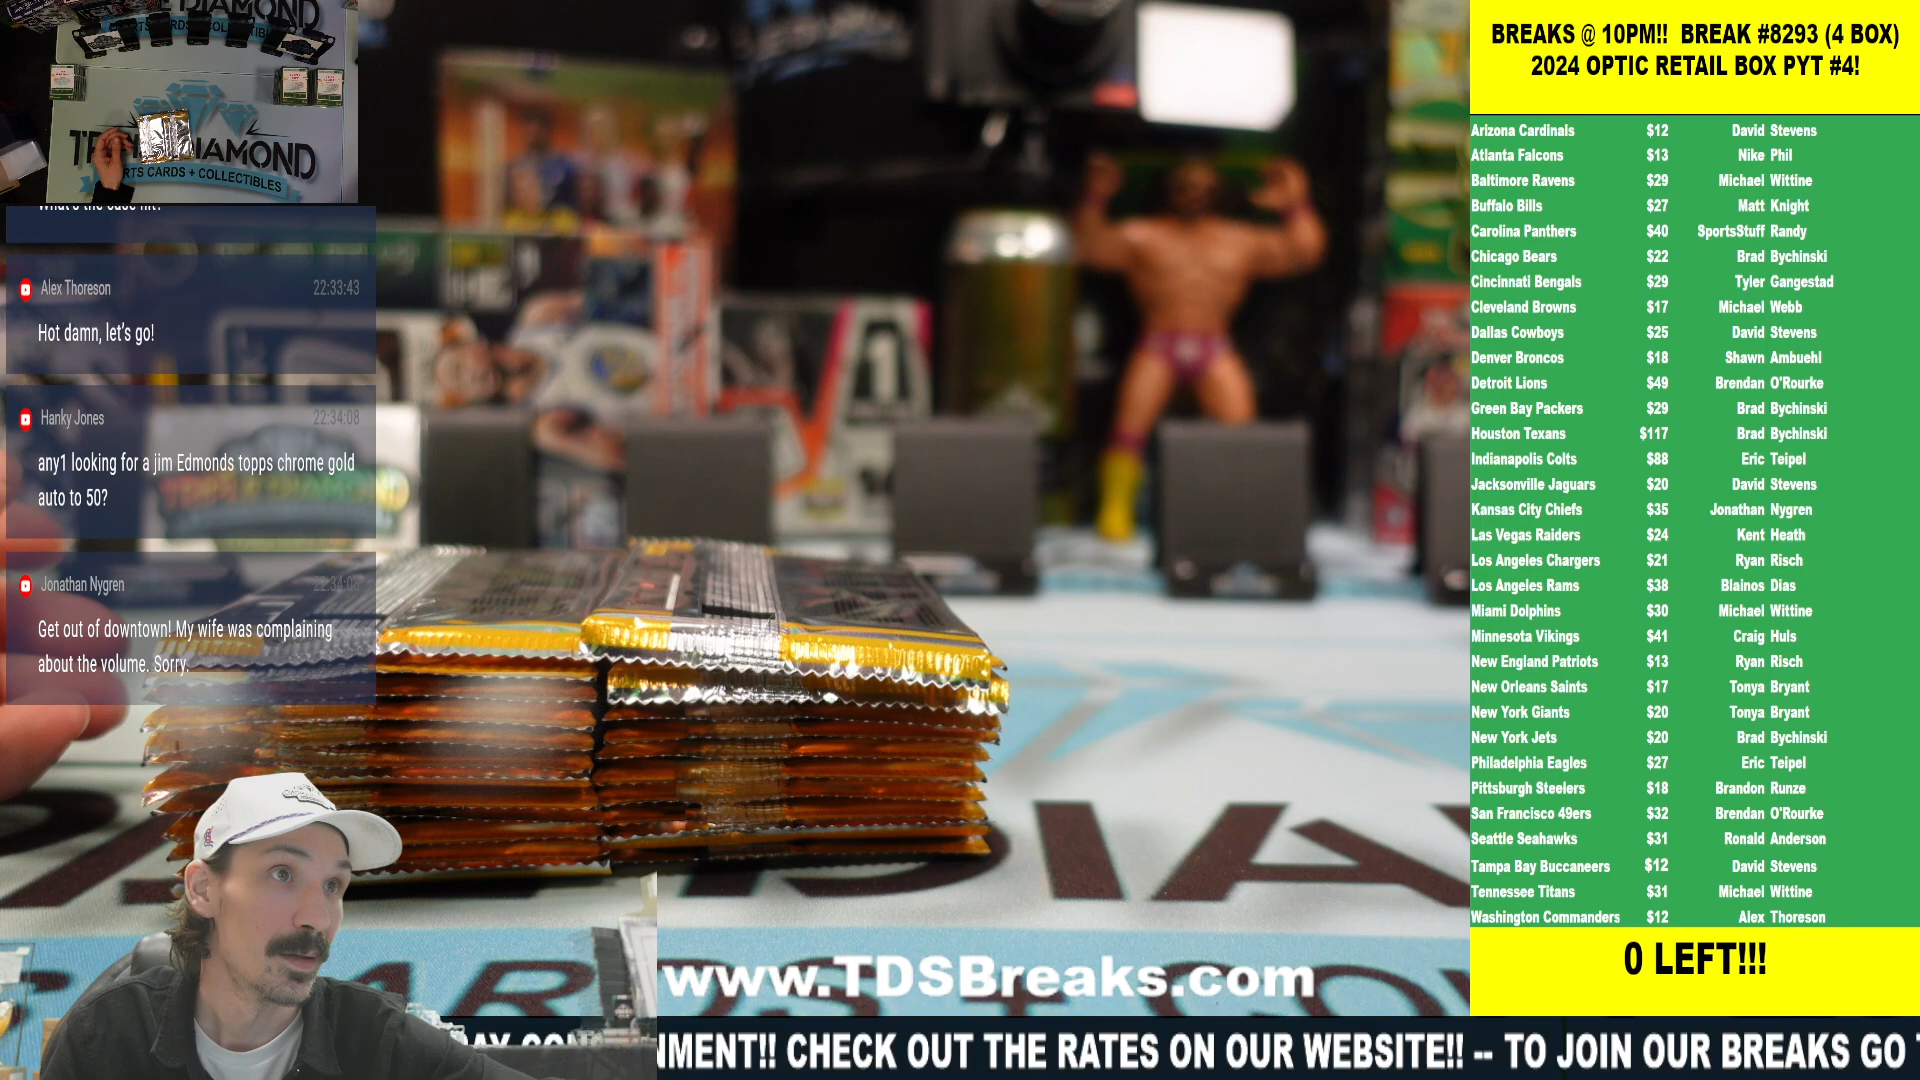 BREAKS @ 10PM!! BREAK #8293 (4 BOX)
2024 OPTIC RETAIL BOX PYT #4!
Arizona Cardinals $12 David Stevens
Atlanta Falcons $13 Nike Phil
Baltimore Ravens $29 Michael Wittine
Buffalo Bills $27 Matt Knight
Carolina Panthers $40 SportsStuff Randy
Chicago Bears $22 Brad Bychinski
Cincinnati Bengals $29 Tyler Gangestad
Cleveland Browns $17 Michael Webb
Dallas Cowboys $25 David Stevens
Denver Broncos $18 Shawn Ambuehl
Detroit Lions $49 Brendan O'Rourke
Green Bay Packers $29 Brad Bychinski
Houston Texans $117 Brad Bychinski
Indianapolis Colts $88 Eric Teipel
Jacksonville Jaguars $20 David Stevens
Kansas City Chiefs $35 Jonathan Nygren
Las Vegas Raiders $24 Kent Heath
Los Angeles Chargers $21 Ryan Risch
Los Angeles Rams $38 Blainos Dias
Miami Dolphins $30 Michael Wittine
Minnesota Vikings $41 Craig Huls
New England Patriots $13 Ryan Risch
New Orleans Saints $17 Tonya Bryant
New York Giants $20 Tonya Bryant
New York Jets $20 Brad Bychinski
Philadelphia Eagles $27 Eric Teipel
Pittsburgh Steelers $18 Brandon Runze
San Francisco 49ers $32 Brendan O'Rourke
Seattle Seahawks $31 Ronald Anderson
Tampa Bay Buccaneers $12 David Stevens
Tennessee Titans $31 Michael Wittine
Washington Commanders $12 Alex Thoreson
0 LEFT!!!
What's the case hit?
Alex Thoreson 22:33:43
Hot damn, let's go!
Hanky Jones 22:34:08
any1 looking for a jim Edmonds topps chrome gold
auto to 50?
Jonathan Nygren
Get out of downtown! My wife was complaining
about the volume. Sorry.
DIAMOND
CARDS + COLLECTIBLES
www.TDSBreaks.com
NMENT!! CHECK OUT THE RATES ON OUR WEBSITE!! -- TO JOIN OUR BREAKS GO